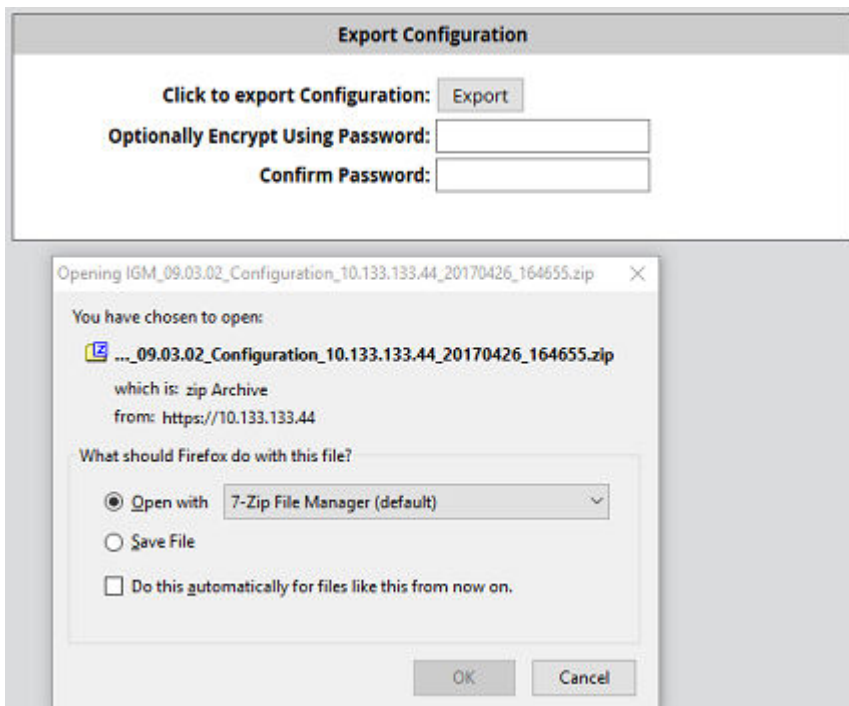 Export Configuration
Click to export Configuration: Export
Optionally Encrypt Using Password:
Confirm Password:
Opening IGM_09.03.02_Configuration_10.133.133.44_20170426_164655.zip
You have chosen to open:
..._09.03.02_Configuration_10.133.133.44_20170426_164655.zip
which is: zip Archive
from: https://10.133.133.44
What should Firefox do with this file?
Open with 7-Zip File Manager (default)
Save File
Do this automatically for files like this from now on.
OK Cancel